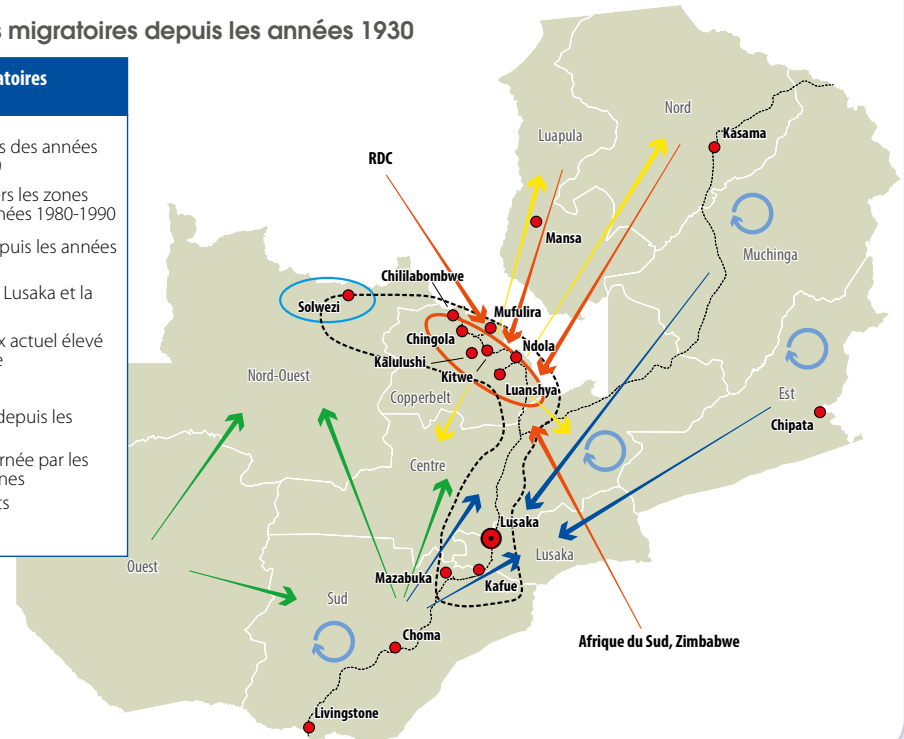 s migratoires depuis les années 1930
atoires
s des années
ers les zones
nées 1980-1990
puis les années
Lusaka et la
x actuel élevé
e
depuis les
rnée par les
nes
ts
RDC
Luapula
Nord
Kasama
Mansa
Muchinga
Chililabombwe
Solwezi
Mufulira
Chingola
Ndola
Kālulushi
Kitwe
Luanshya
Nord-Ouest
Copperbelt
Est
Chipata
Centre
Lusaka
Lusaka
Ouest
Mazabuka
Kafue
Sud
Choma
Afrique du Sud, Zimbabwe
Livingstone